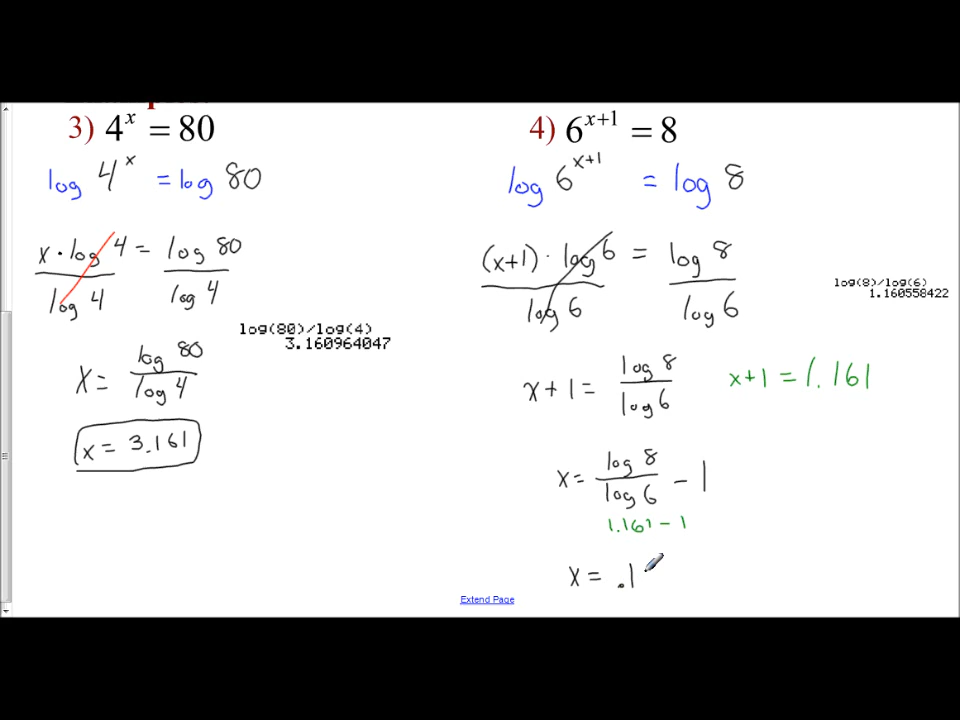 3) 4^x = 80
log 4^x = log 80
x · log 4 = log 80
log 4 log 4
log(80)/log(4)
3.160964047
x = log 80 / log 4
x = 3.161
4) 6^{x+1} = 8
log 6^{x+1} = log 8
(x+1) · log 6 = log 8
log 6 log 6
log(8)/log(6)
1.160558422
x + 1 = log 8 / log 6
x+1 = 1.161
x = log 8 / log 6 - 1
1.161 - 1
x = .1
Extend Page